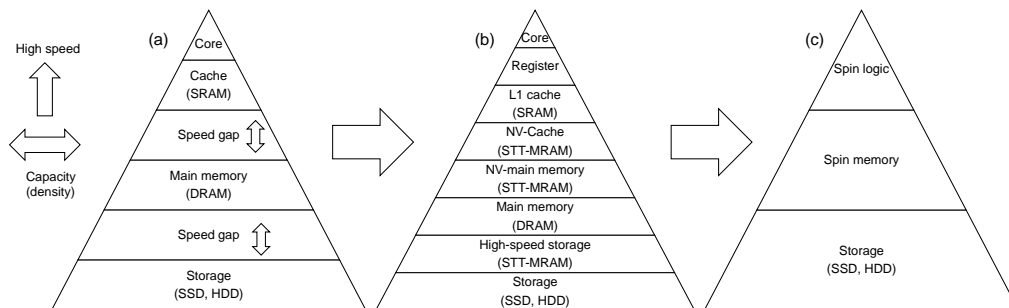 High speed
Capacity
(density)
(a)
Core
Cache
(SRAM)
Speed gap
Main memory
(DRAM)
Speed gap
Storage
(SSD, HDD)
(b)
Core
Register
L1 cache
(SRAM)
NV-Cache
(STT-MRAM)
NV-main memory
(STT-MRAM)
Main memory
(DRAM)
High-speed storage
(STT-MRAM)
Storage
(SSD, HDD)
(c)
Spin logic
Spin memory
Storage
(SSD, HDD)